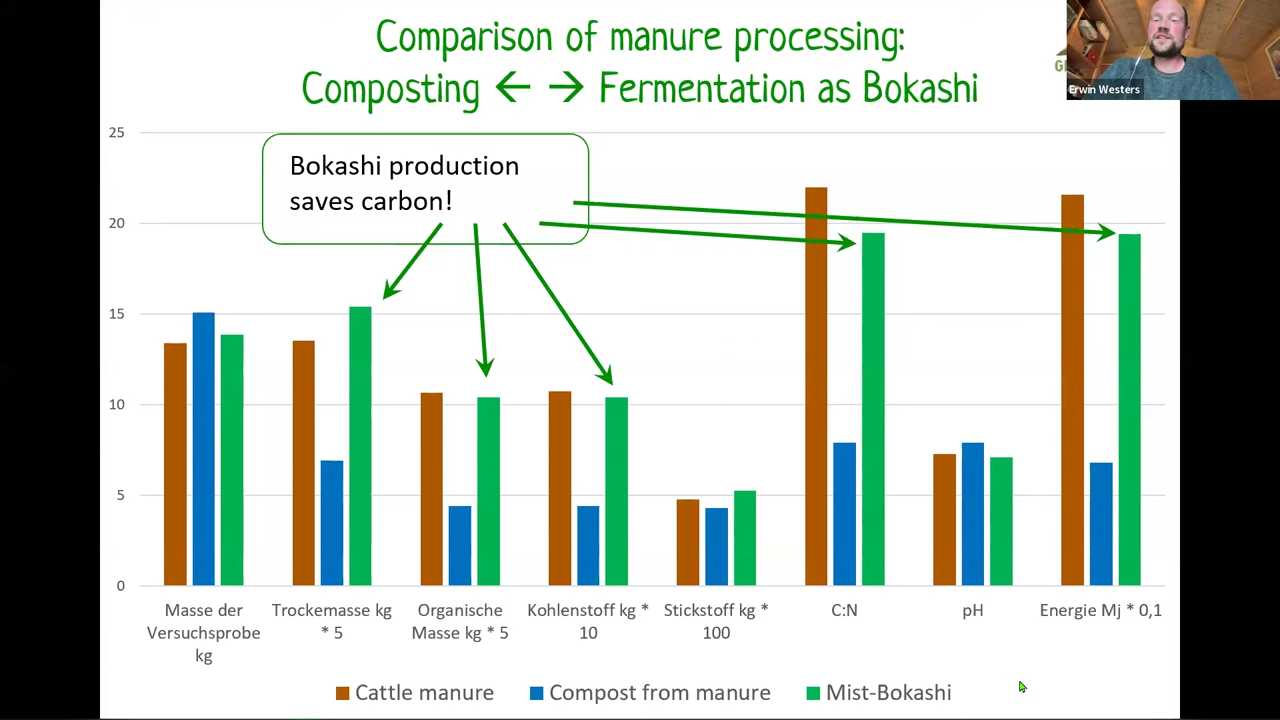 Comparison of manure processing:
Composting ← → Fermentation as Bokashi
Erwin Westers
Bokashi production
saves carbon!
25
20
15
10
5
0
Masse der
Versuchsprobe
kg
Trockemasse kg
* 5
Organische
Masse kg * 5
Kohlenstoff kg *
10
Stickstoff kg *
100
C:N
pH
Energie Mj * 0,1
Cattle manure
Compost from manure
Mist-Bokashi